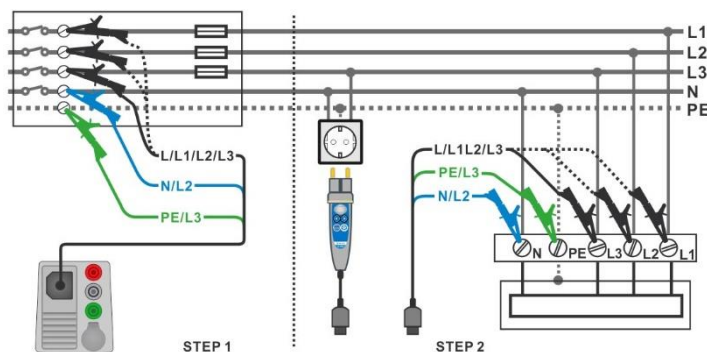 L1
L2
L3
N
PE
L/L1/L2/L3
N/L2
PE/L3
L/L1L2/L3
PE/L3
N/L2
N
PE
L3
L2
L1
STEP 1
STEP 2